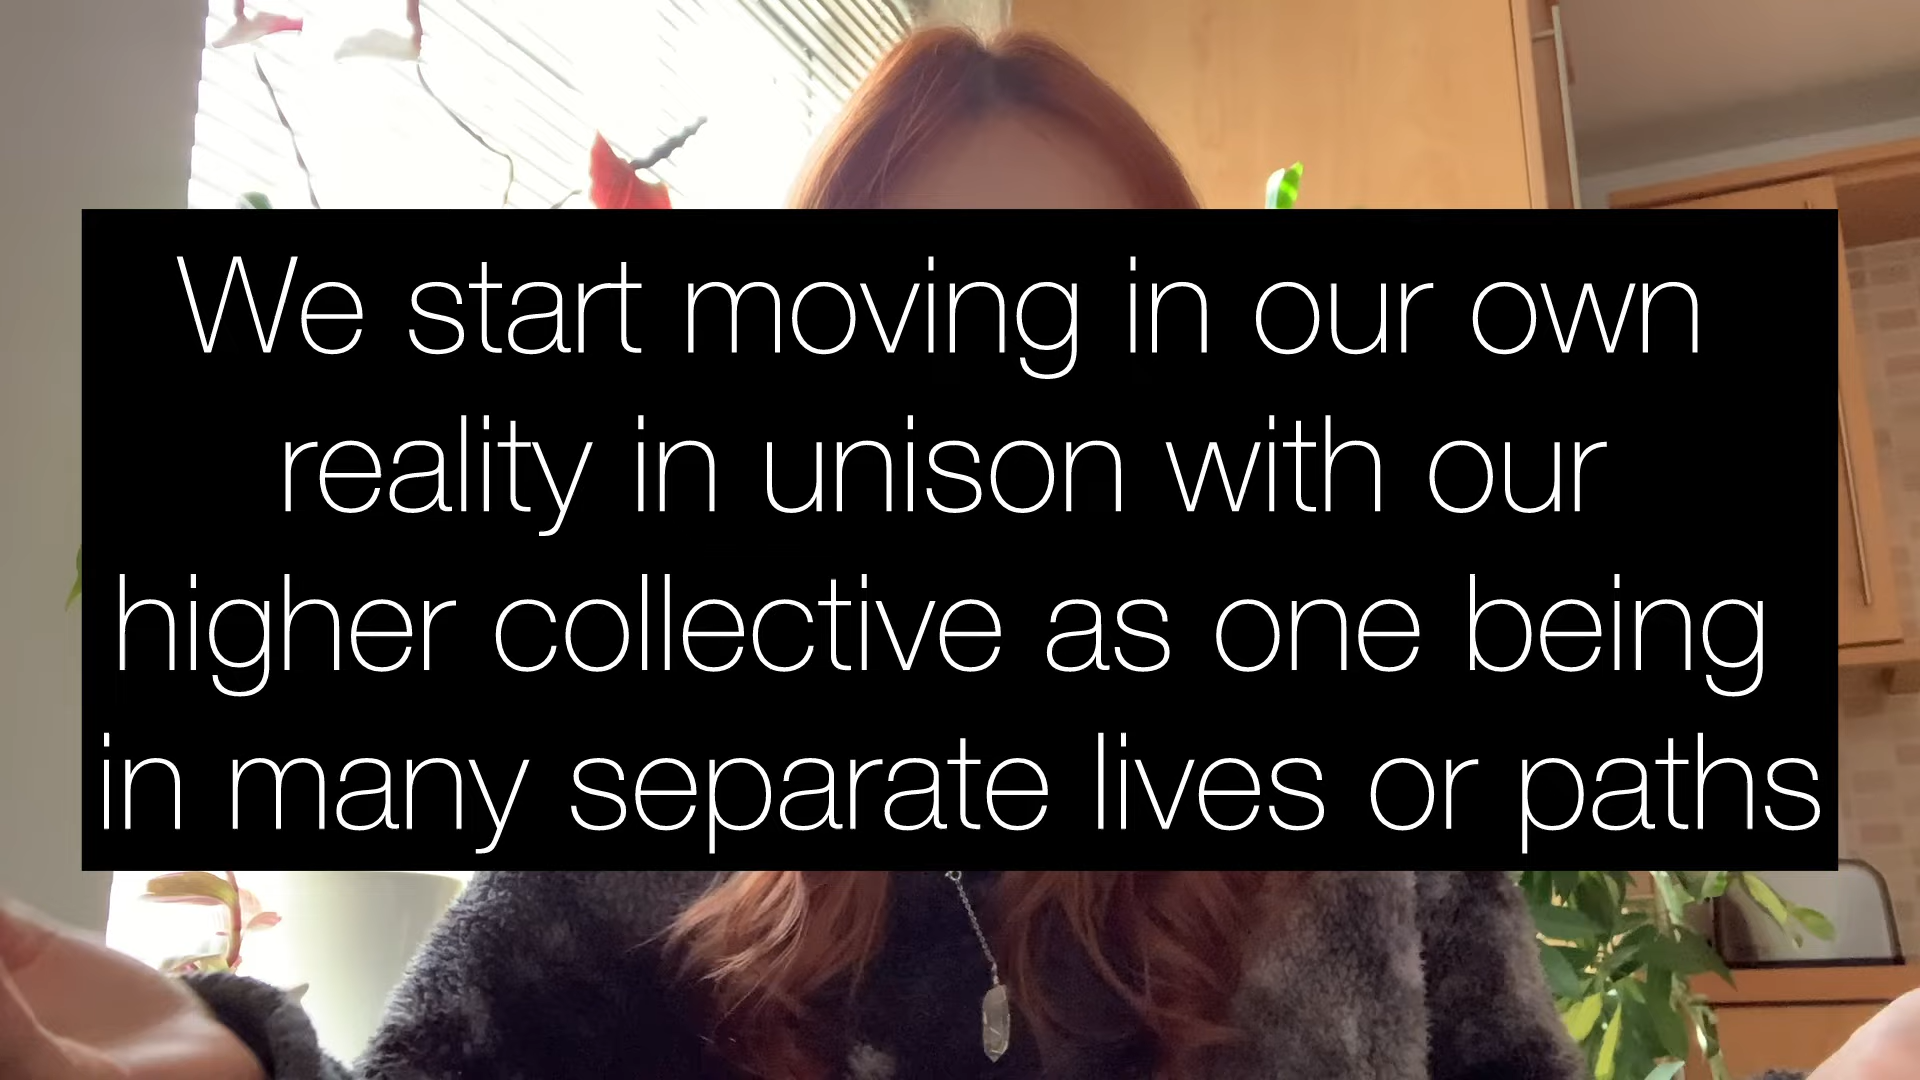 We start moving in our own
reality in unison with our
higher collective as one being
in many separate lives or paths